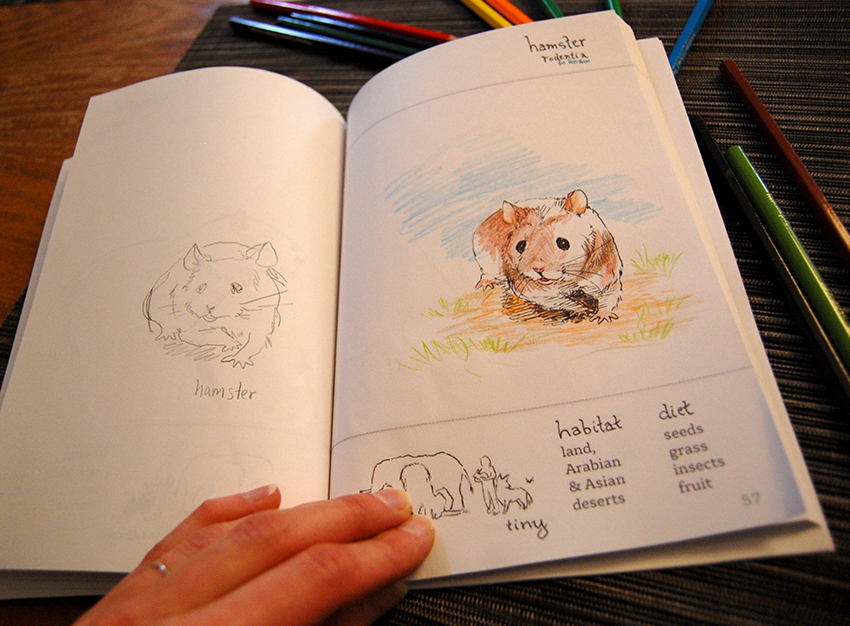 hamster
hamster
rodentia
tiny
habitat
land,
Arabian
& Asian
deserts
diet
seeds
grass
insects
fruit
57